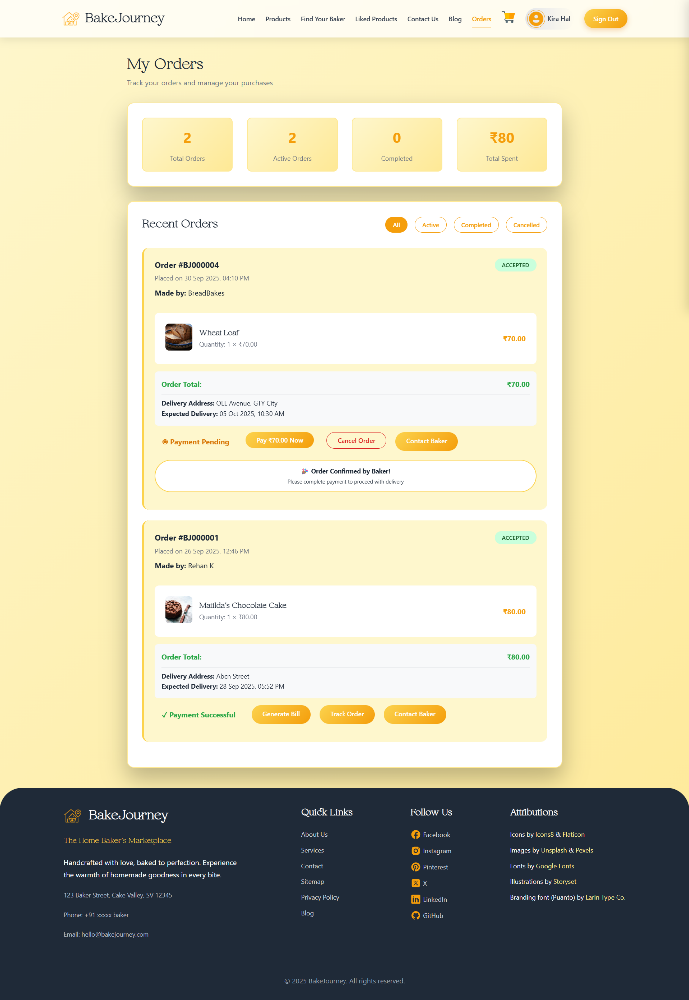 BakeJourney
Home Products Find Your Baker Liked Products Contact Us Blog Orders Kira Hal Sign Out
My Orders
Track your orders and manage your purchases
2
Total Orders
2
Active Orders
0
Completed
₹80
Total Spent
Recent Orders
All Active Completed Cancelled
Order #BJ000004
ACCEPTED
Placed on 30 Sep 2025, 04:10 PM
Made by: BreadBakes
Wheat Loaf
Quantity: 1 × ₹70.00
₹70.00
Order Total: ₹70.00
Delivery Address: OLL Avenue, GTY City
Expected Delivery: 05 Oct 2025, 10:30 AM
◉ Payment Pending Pay ₹70.00 Now Cancel Order Contact Baker
🎉 Order Confirmed by Baker!
Please complete payment to proceed with delivery
Order #BJ000001
ACCEPTED
Placed on 26 Sep 2025, 12:46 PM
Made by: Rehan K
Matilda's Chocolate Cake
Quantity: 1 × ₹80.00
₹80.00
Order Total: ₹80.00
Delivery Address: Abcn Street
Expected Delivery: 28 Sep 2025, 05:52 PM
✓ Payment Successful Generate Bill Track Order Contact Baker
BakeJourney
The Home Baker's Marketplace
Handcrafted with love, baked to perfection. Experience
the warmth of homemade goodness in every bite.
123 Baker Street, Cake Valley, SV 12345
Phone: +91 xxxxx baker
Email: hello@bakejourney.com
Quick Links
About Us
Services
Contact
Sitemap
Privacy Policy
Blog
Follow Us
Facebook
Instagram
Pinterest
X
LinkedIn
GitHub
Attributions
Icons by Icons8 & Flaticon
Images by Unsplash & Pexels
Fonts by Google Fonts
Illustrations by Storyset
Branding font (Puanto) by Larin Type Co.
© 2025 BakeJourney. All rights reserved.